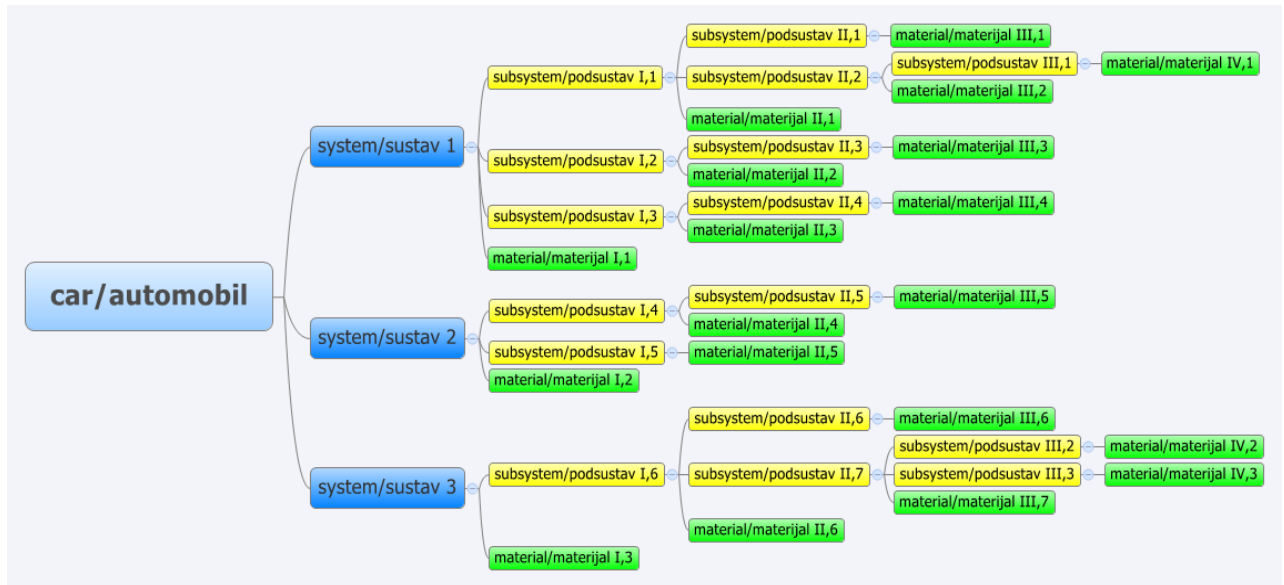 car/automobil
system/sustav 1
subsystem/podsustav I,1
subsystem/podsustav II,1
material/materijal III,1
subsystem/podsustav II,2
subsystem/podsustav III,1
material/materijal IV,1
material/materijal III,2
material/materijal II,1
subsystem/podsustav I,2
subsystem/podsustav II,3
material/materijal III,3
material/materijal II,2
subsystem/podsustav I,3
subsystem/podsustav II,4
material/materijal III,4
material/materijal II,3
material/materijal I,1
system/sustav 2
subsystem/podsustav I,4
subsystem/podsustav II,5
material/materijal III,5
material/materijal II,4
subsystem/podsustav I,5
material/materijal II,5
material/materijal I,2
system/sustav 3
subsystem/podsustav I,6
subsystem/podsustav II,6
material/materijal III,6
subsystem/podsustav II,7
subsystem/podsustav III,2
material/materijal IV,2
subsystem/podsustav III,3
material/materijal IV,3
material/materijal III,7
material/materijal II,6
material/materijal I,3